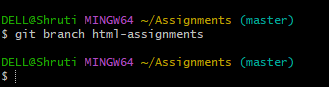 DELL@Shruti MINGW64 ~/Assignments (master)
$ git branch html-assignments
DELL@Shruti MINGW64 ~/Assignments (master)
$